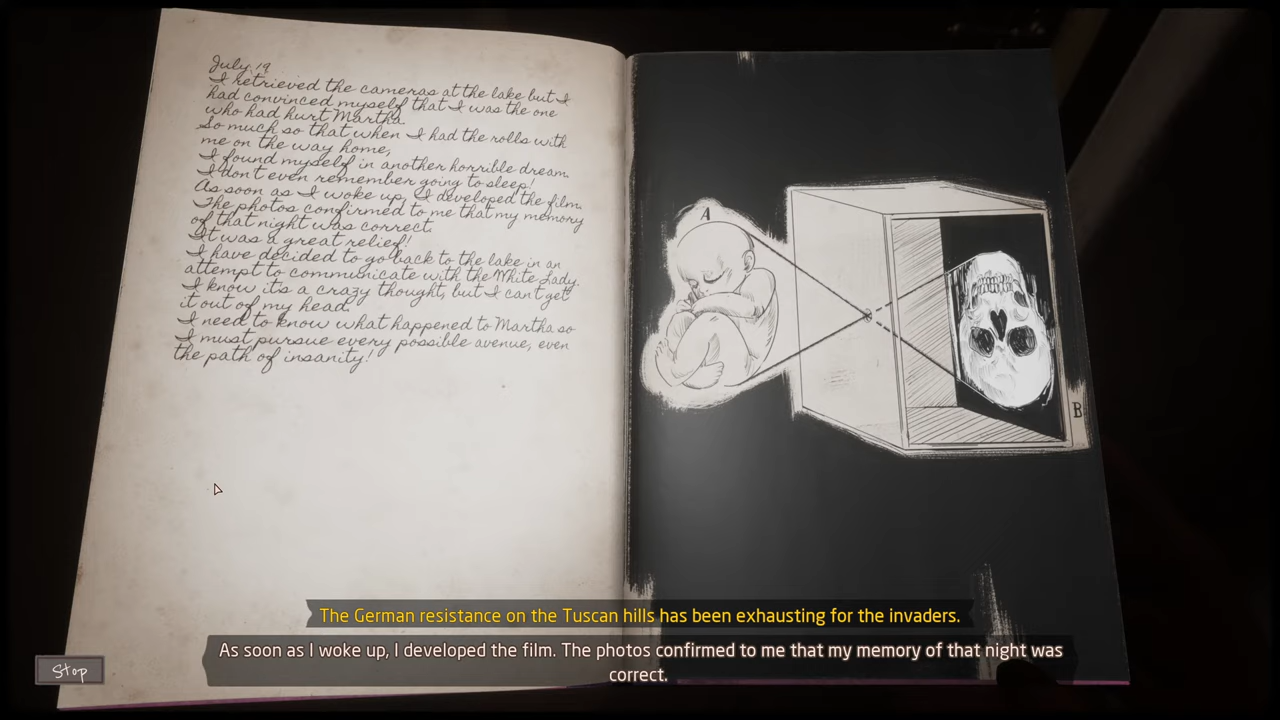 July 19
I retrieved the cameras at the lake but I
had convinced myself that I was the one
who had hurt Martha
So much so that when I had the rolls with
me on the way home,
I found myself in another horrible dream.
I don't even remember going to sleep!
As soon as I woke up, I developed the film.
The photos confirmed to me that my memory
of that night was correct.
It was a great relief!
I have decided to go back to the lake in an
attempt to communicate with the White Lady.
I know it's a crazy thought, but I can't get
it out of my head.
I need to know what happened to Martha so
I must pursue every possible avenue, even
the path of insanity!
A
B
The German resistance on the Tuscan hills has been exhausting for the invaders.
As soon as I woke up, I developed the film. The photos confirmed to me that my memory of that night was
correct.
Stop